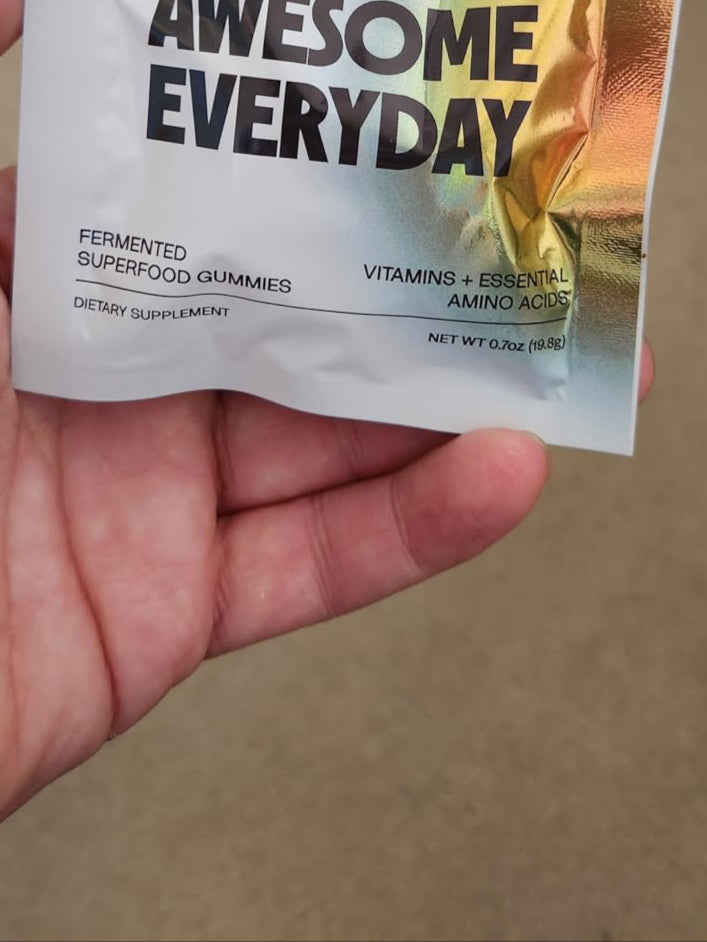 AWESOME
EVERYDAY
FERMENTED
SUPERFOOD GUMMIES
VITAMINS + ESSENTIAL
AMINO ACIDS
DIETARY SUPPLEMENT
NET WT 0.7oz (19.8g)